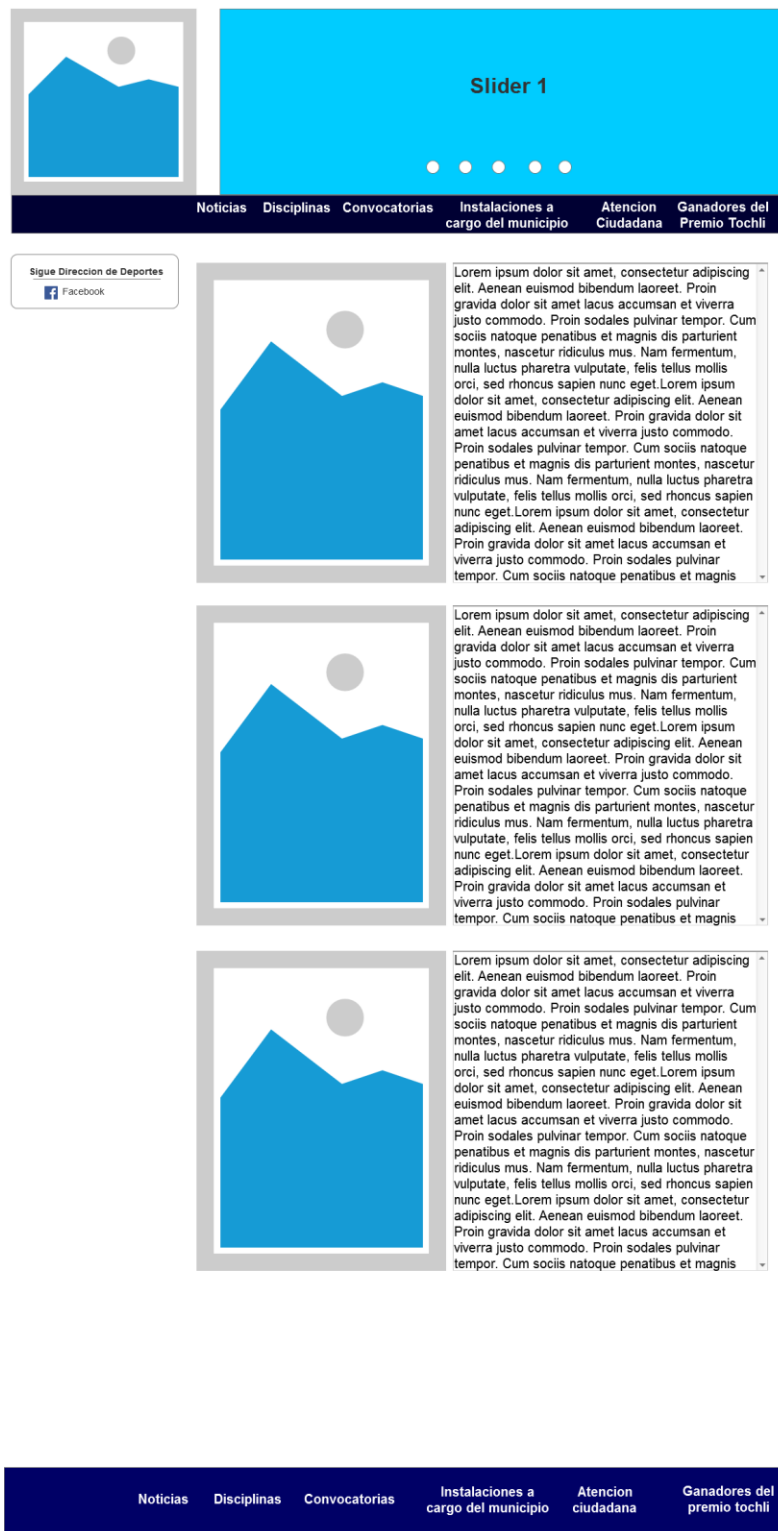 Slider 1
Noticias Disciplinas Convocatorias Instalaciones a cargo del municipio Atencion Ciudadana Ganadores del Premio Tochli
Sigue Direccion de Deportes
Facebook
Lorem ipsum dolor sit amet, consectetur adipiscing
elit. Aenean euismod bibendum laoreet. Proin
gravida dolor sit amet lacus accumsan et viverra
justo commodo. Proin sodales pulvinar tempor. Cum
sociis natoque penatibus et magnis dis parturient
montes, nascetur ridiculus mus. Nam fermentum,
nulla luctus pharetra vulputate, felis tellus mollis
orci, sed rhoncus sapien nunc eget.Lorem ipsum
dolor sit amet, consectetur adipiscing elit. Aenean
euismod bibendum laoreet. Proin gravida dolor sit
amet lacus accumsan et viverra justo commodo.
Proin sodales pulvinar tempor. Cum sociis natoque
penatibus et magnis dis parturient montes, nascetur
ridiculus mus. Nam fermentum, nulla luctus pharetra
vulputate, felis tellus mollis orci, sed rhoncus sapien
nunc eget.Lorem ipsum dolor sit amet, consectetur
adipiscing elit. Aenean euismod bibendum laoreet.
Proin gravida dolor sit amet lacus accumsan et
viverra justo commodo. Proin sodales pulvinar
tempor. Cum sociis natoque penatibus et magnis
Lorem ipsum dolor sit amet, consectetur adipiscing
elit. Aenean euismod bibendum laoreet. Proin
gravida dolor sit amet lacus accumsan et viverra
justo commodo. Proin sodales pulvinar tempor. Cum
sociis natoque penatibus et magnis dis parturient
montes, nascetur ridiculus mus. Nam fermentum,
nulla luctus pharetra vulputate, felis tellus mollis
orci, sed rhoncus sapien nunc eget.Lorem ipsum
dolor sit amet, consectetur adipiscing elit. Aenean
euismod bibendum laoreet. Proin gravida dolor sit
amet lacus accumsan et viverra justo commodo.
Proin sodales pulvinar tempor. Cum sociis natoque
penatibus et magnis dis parturient montes, nascetur
ridiculus mus. Nam fermentum, nulla luctus pharetra
vulputate, felis tellus mollis orci, sed rhoncus sapien
nunc eget.Lorem ipsum dolor sit amet, consectetur
adipiscing elit. Aenean euismod bibendum laoreet.
Proin gravida dolor sit amet lacus accumsan et
viverra justo commodo. Proin sodales pulvinar
tempor. Cum sociis natoque penatibus et magnis
Lorem ipsum dolor sit amet, consectetur adipiscing
elit. Aenean euismod bibendum laoreet. Proin
gravida dolor sit amet lacus accumsan et viverra
justo commodo. Proin sodales pulvinar tempor. Cum
sociis natoque penatibus et magnis dis parturient
montes, nascetur ridiculus mus. Nam fermentum,
nulla luctus pharetra vulputate, felis tellus mollis
orci, sed rhoncus sapien nunc eget.Lorem ipsum
dolor sit amet, consectetur adipiscing elit. Aenean
euismod bibendum laoreet. Proin gravida dolor sit
amet lacus accumsan et viverra justo commodo.
Proin sodales pulvinar tempor. Cum sociis natoque
penatibus et magnis dis parturient montes, nascetur
ridiculus mus. Nam fermentum, nulla luctus pharetra
vulputate, felis tellus mollis orci, sed rhoncus sapien
nunc eget.Lorem ipsum dolor sit amet, consectetur
adipiscing elit. Aenean euismod bibendum laoreet.
Proin gravida dolor sit amet lacus accumsan et
viverra justo commodo. Proin sodales pulvinar
tempor. Cum sociis natoque penatibus et magnis
Noticias Disciplinas Convocatorias Instalaciones a cargo del municipio Atencion ciudadana Ganadores del premio tochli